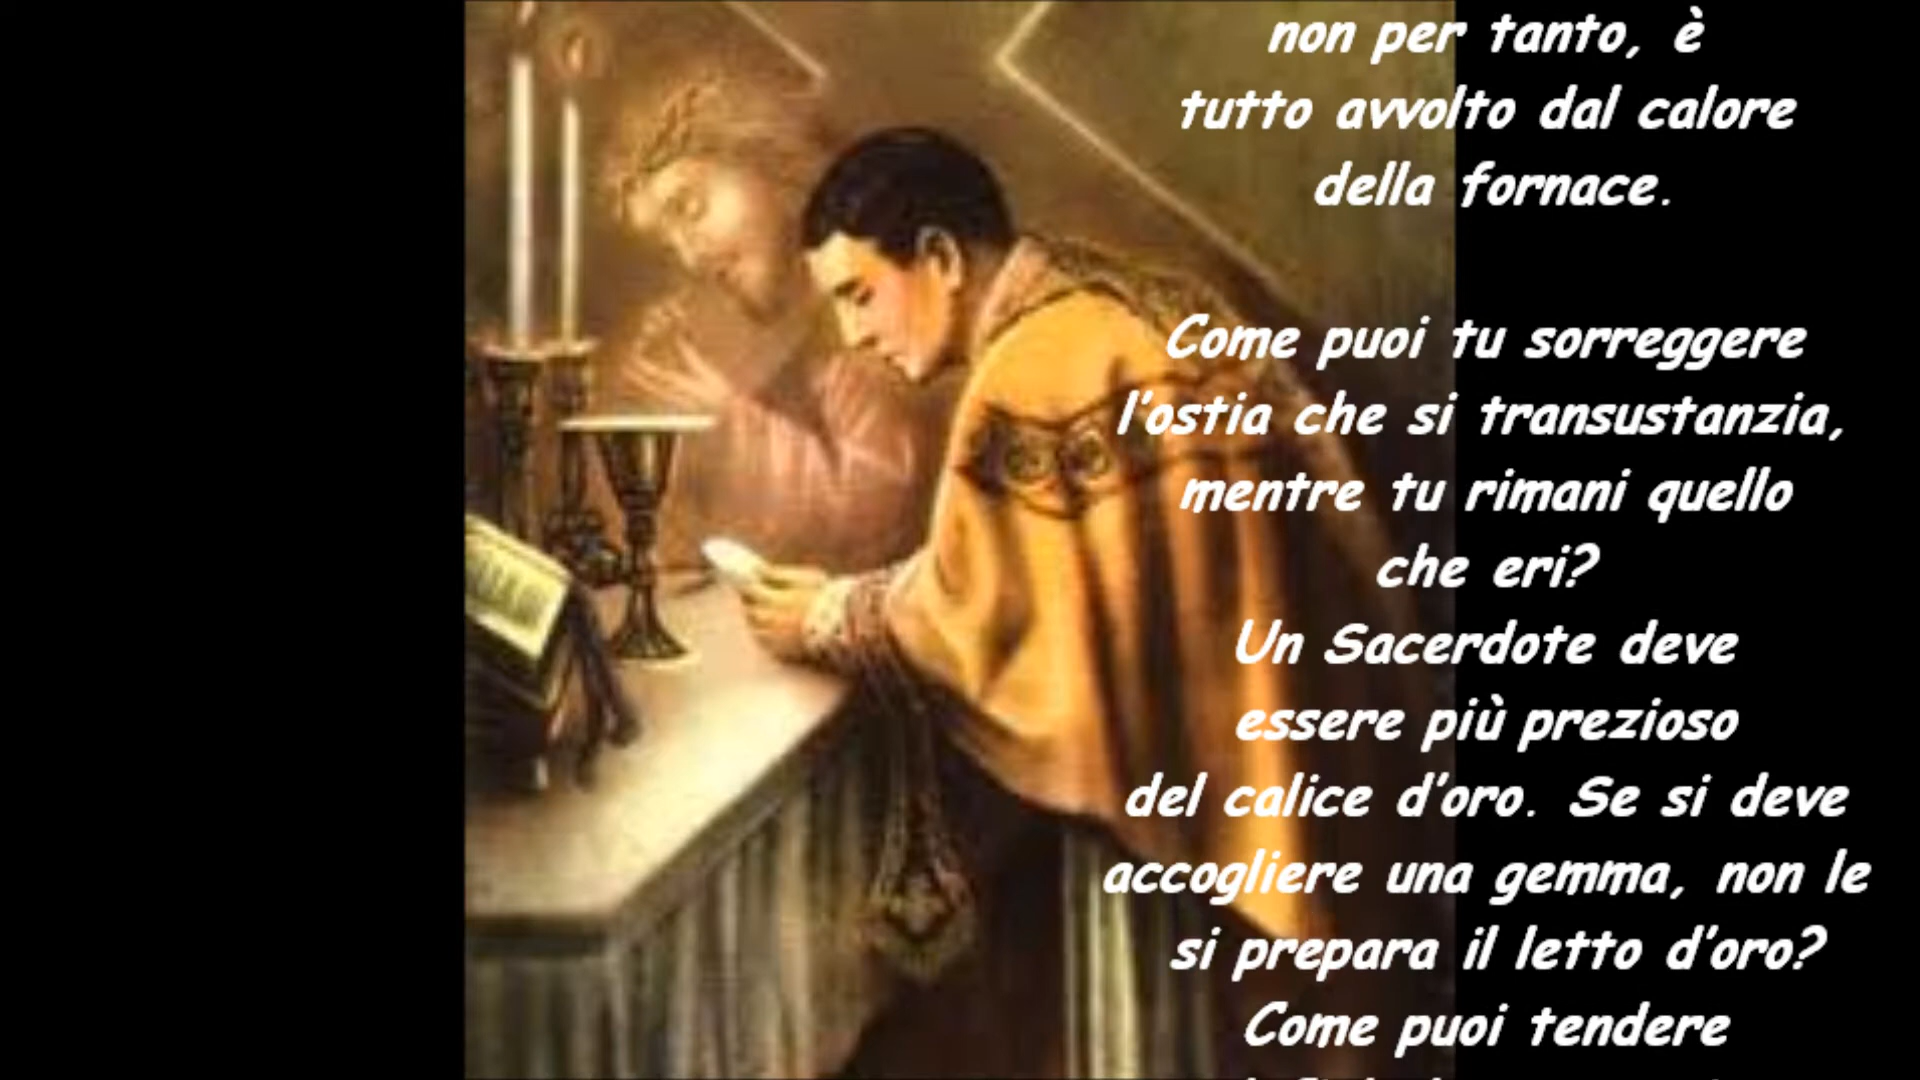 non per tanto, è
tutto avvolto dal calore
della fornace.
Come puoi tu sorreggere
l'ostia che si transustanzia,
mentre tu rimani quello
che eri?
Un Sacerdote deve
essere più prezioso
del calice d'oro. Se si deve
accogliere una gemma, non le
si prepara il letto d'oro?
Come puoi tendere